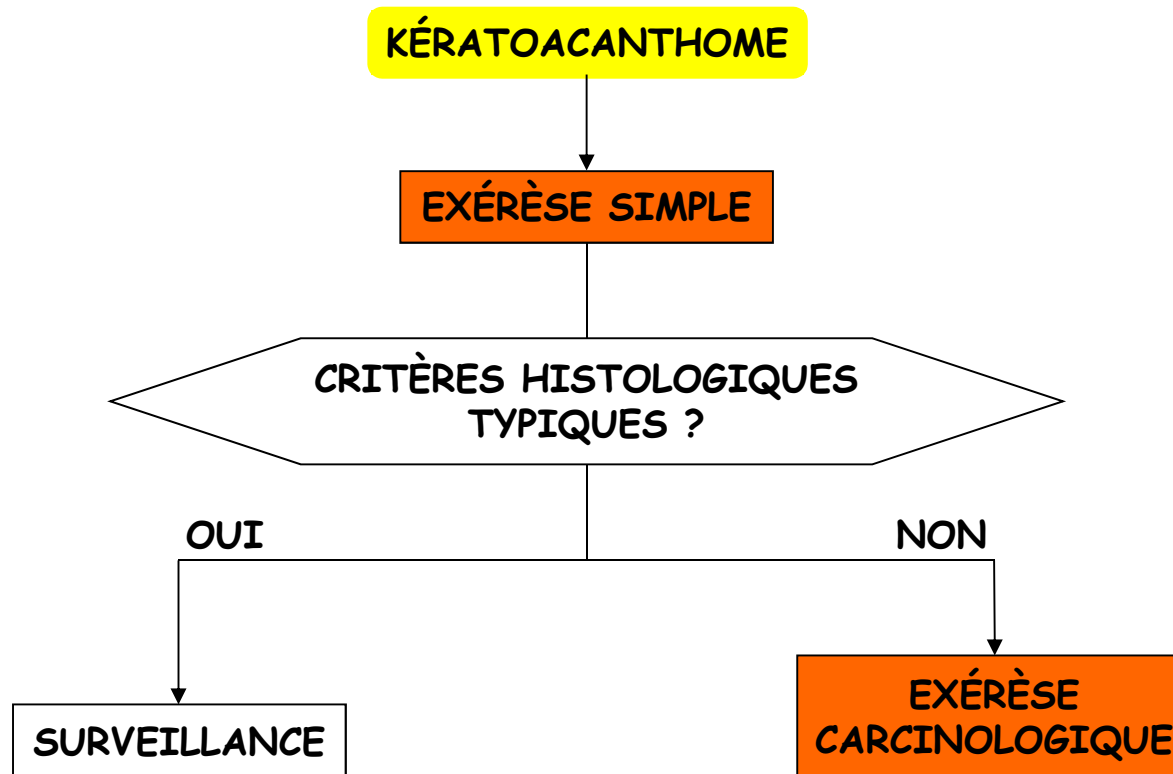 KÉRATOACANTHOME
EXÉRÈSE SIMPLE
CRITÈRES HISTOLOGIQUES
TYPIQUES ?
OUI
NON
SURVEILLANCE
EXÉRÈSE
CARCINOLOGIQUE